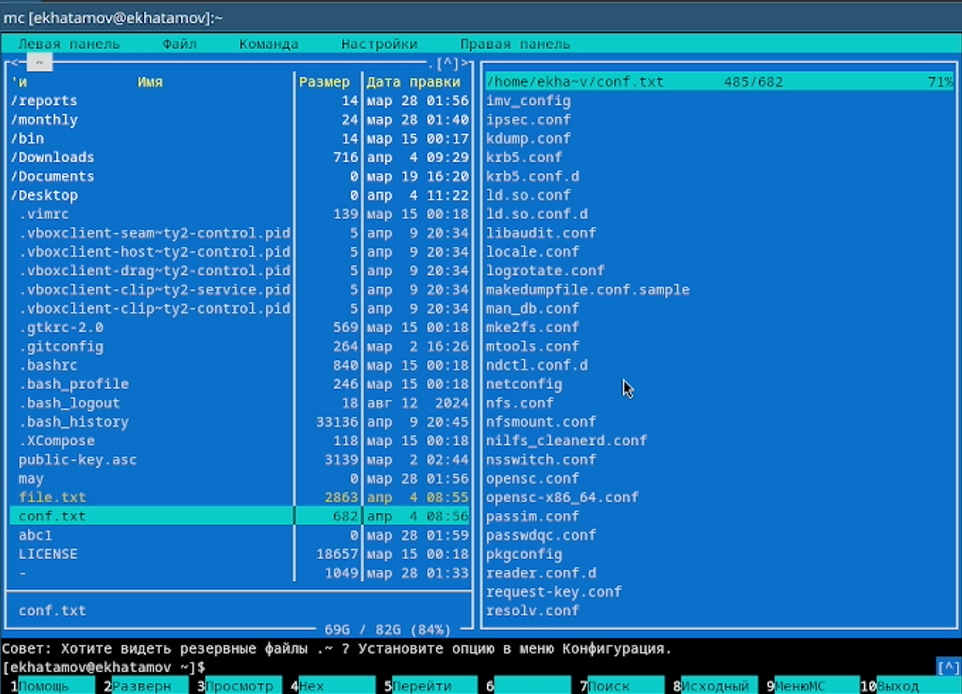 mc [ekhatamov@ekhatamov]:~
Левая панель Файл Команда Настройки Правая панель
<- ~ .[^]>
'и Имя Размер Дата правки
/reports 14 мар 28 01:56
/monthly 24 мар 28 01:40
/bin 14 мар 15 00:17
/Downloads 716 апр 4 09:29
/Documents 0 мар 19 16:20
/Desktop 0 апр 4 11:22
.vimrc 139 мар 15 00:18
.vboxclient-seam~ty2-control.pid 5 апр 9 20:34
.vboxclient-host~ty2-control.pid 5 апр 9 20:34
.vboxclient-drag~ty2-control.pid 5 апр 9 20:34
.vboxclient-clip~ty2-service.pid 5 апр 9 20:34
.vboxclient-clip~ty2-control.pid 5 апр 9 20:34
.gtkrc-2.0 569 мар 15 00:18
.gitconfig 264 мар 2 16:26
.bashrc 840 мар 15 00:18
.bash_profile 246 мар 15 00:18
.bash_logout 18 авг 12 2024
.bash_history 33136 апр 9 20:45
.XCompose 118 мар 15 00:18
public-key.asc 3139 мар 2 02:44
may 0 мар 28 01:56
file.txt 2863 апр 4 08:55
conf.txt 682 апр 4 08:56
abc1 0 мар 28 01:59
LICENSE 18657 мар 15 00:18
- 1049 мар 28 01:33
conf.txt
69G / 82G (84%)
/home/ekha~v/conf.txt 485/682 71%
imv_config
ipsec.conf
kdump.conf
krb5.conf
krb5.conf.d
ld.so.conf
ld.so.conf.d
libaudit.conf
locale.conf
logrotate.conf
makedumpfile.conf.sample
man_db.conf
mke2fs.conf
mtools.conf
ndctl.conf.d
netconfig
nfs.conf
nfsmount.conf
nilfs_cleanerd.conf
nsswitch.conf
opensc.conf
opensc-x86_64.conf
passim.conf
passwdqc.conf
pkgconfig
reader.conf.d
request-key.conf
resolv.conf
Совет: Хотите видеть резервные файлы .~ ? Установите опцию в меню Конфигурация.
[ekhatamov@ekhatamov ~]$ [^]
1Помощь 2Разверн 3Просмотр 4Hex 5Перейти 6 7Поиск 8Исходный 9МенюMC 10Выход